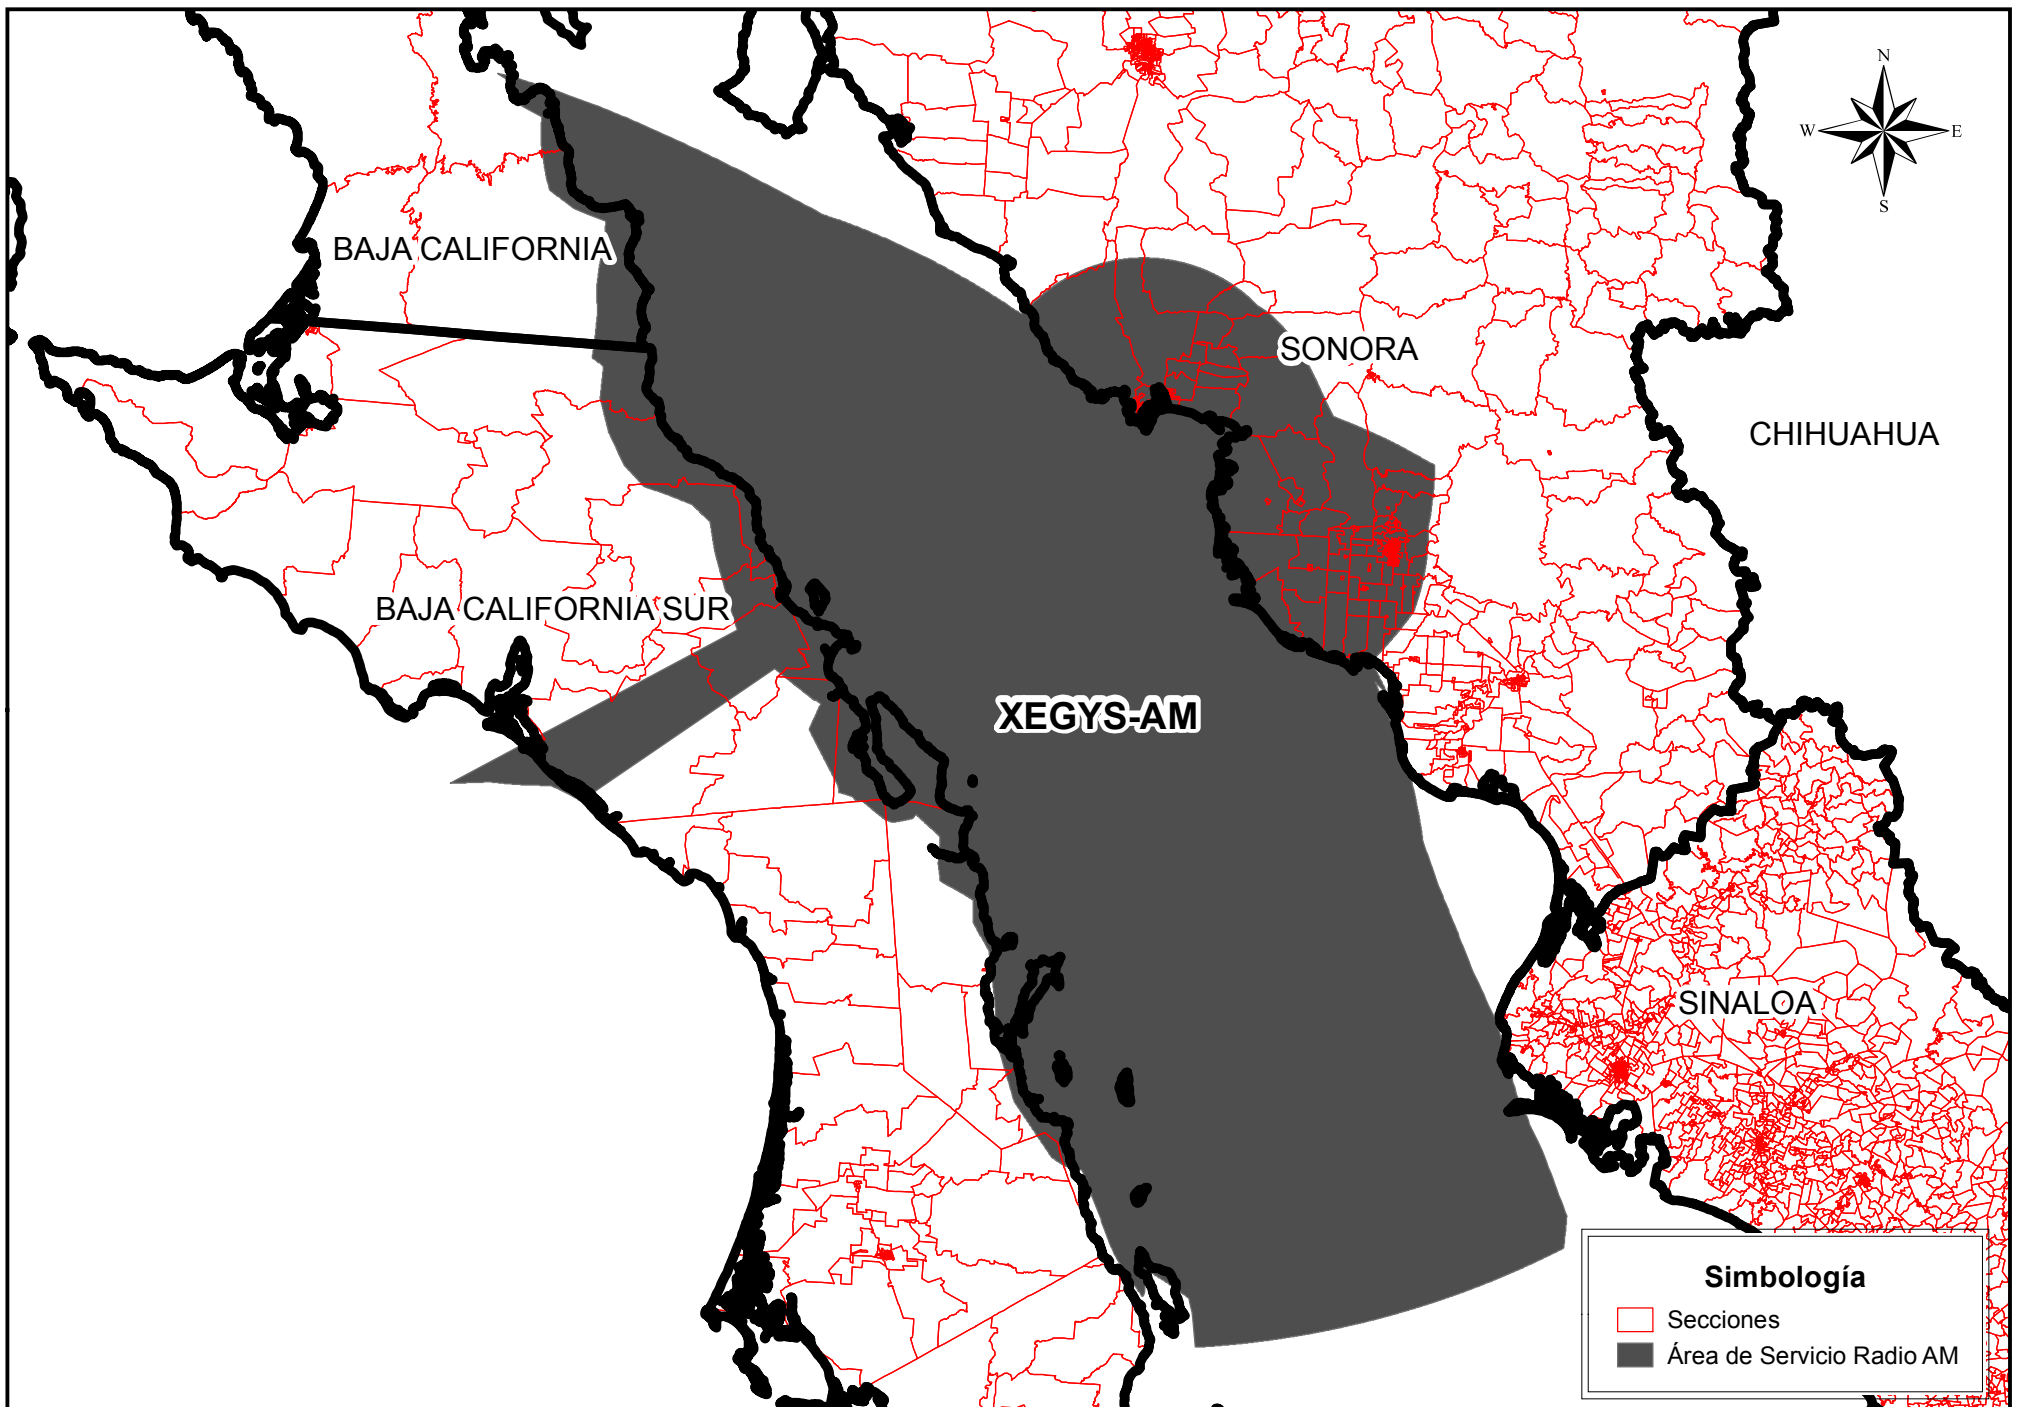 N
W E
S
BAJA CALIFORNIA
SONORA
CHIHUAHUA
BAJA CALIFORNIA SUR
XEGYS-AM
SINALOA
Simbología
Secciones
Área de Servicio Radio AM